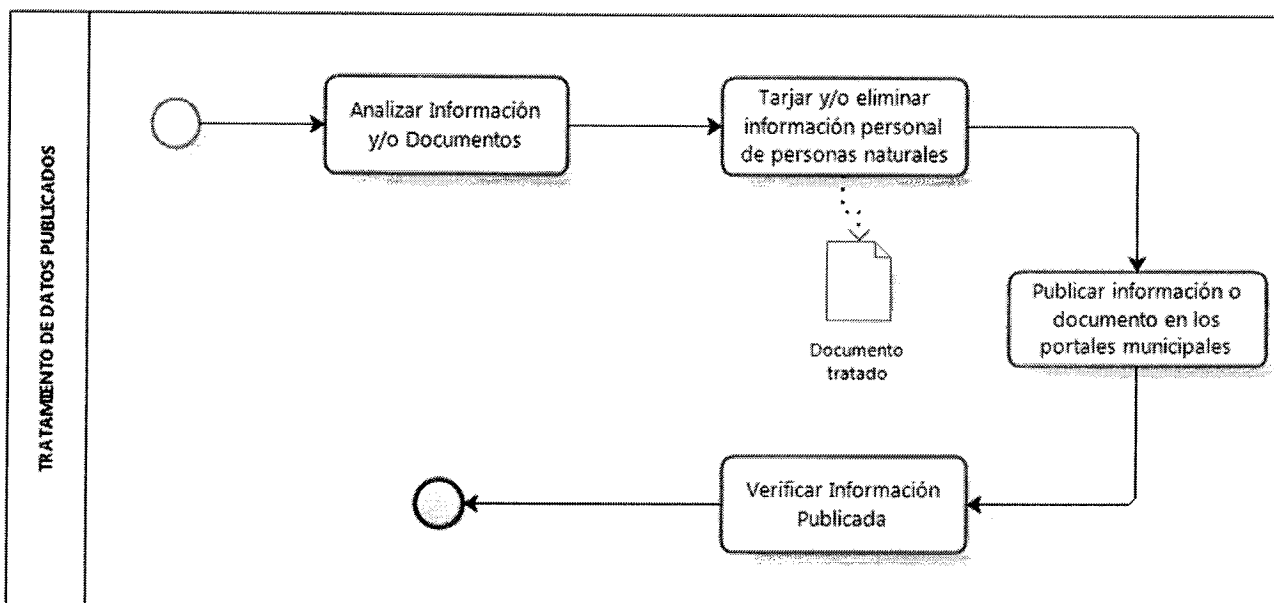 TRATAMIENTO DE DATOS PUBLICADOS
Analizar Información
y/o Documentos
Tarjar y/o eliminar
información personal
de personas naturales
Documento
tratado
Publicar información o
documento en los
portales municipales
Verificar Información
Publicada